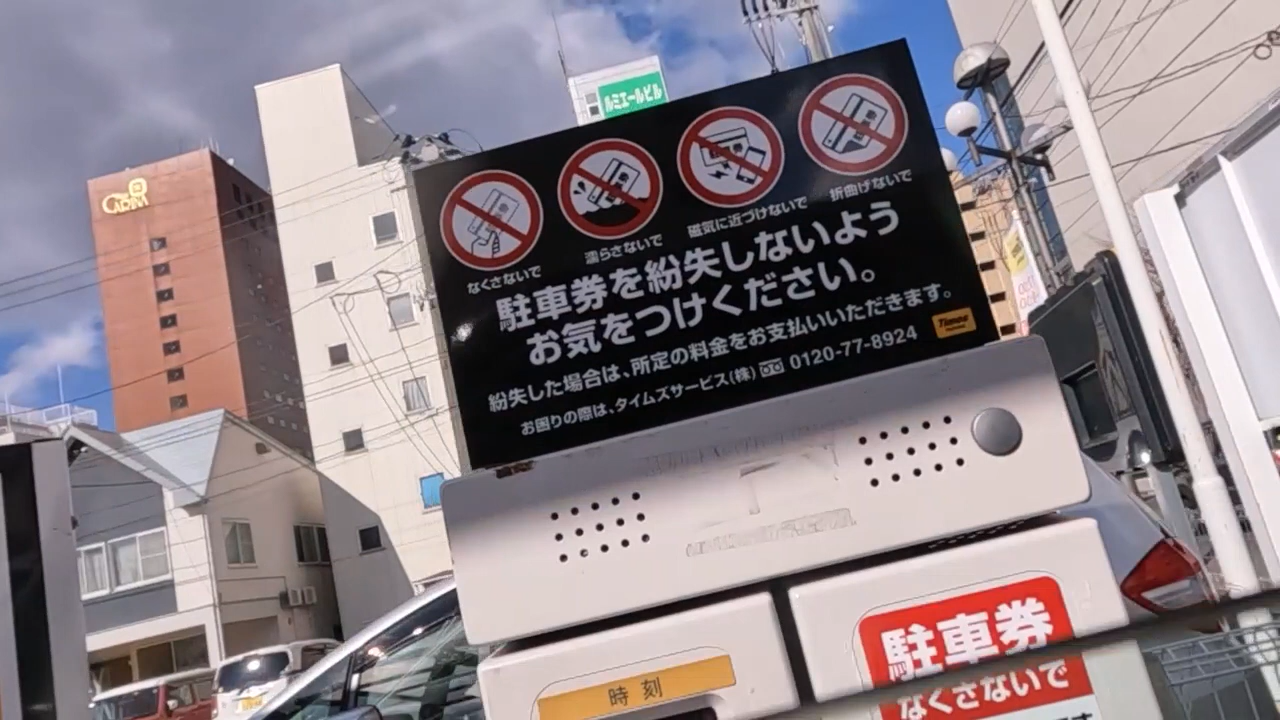 ルミエールビル
CARINA
なくさないで
濡らさないで
磁気に近づけないで
折曲げないで
駐車券を紛失しないよう
お気をつけください。
紛失した場合は、所定の料金をお支払いいただきます。
お困りの際は、タイムズサービス(株) 0120-77-8924
Times
時刻
駐車券
なくさないで